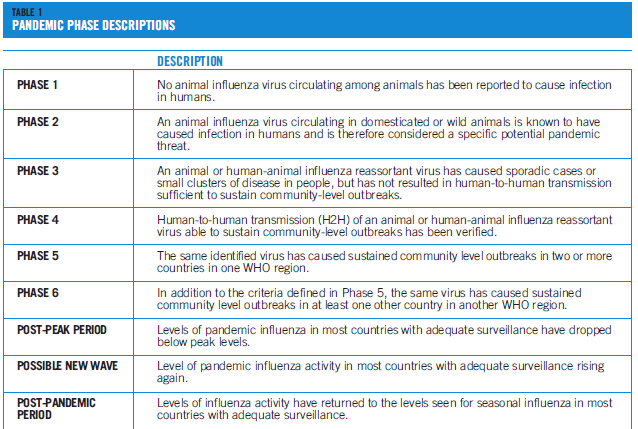 TABLE 1
PANDEMIC PHASE DESCRIPTIONS
DESCRIPTION
PHASE 1
No animal influenza virus circulating among animals has been reported to cause infection
in humans.
PHASE 2
An animal influenza virus circulating in domesticated or wild animals is known to have
caused infection in humans and is therefore considered a specific potential pandemic
threat.
PHASE 3
An animal or human-animal influenza reassortant virus has caused sporadic cases or
small clusters of disease in people, but has not resulted in human-to-human transmission
sufficient to sustain community-level outbreaks.
PHASE 4
Human-to-human transmission (H2H) of an animal or human-animal influenza reassortant
virus able to sustain community-level outbreaks has been verified.
PHASE 5
The same identified virus has caused sustained community level outbreaks in two or more
countries in one WHO region.
PHASE 6
In addition to the criteria defined in Phase 5, the same virus has caused sustained
community level outbreaks in at least one other country in another WHO region.
POST-PEAK PERIOD
Levels of pandemic influenza in most countries with adequate surveillance have dropped
below peak levels.
POSSIBLE NEW WAVE
Level of pandemic influenza activity in most countries with adequate surveillance rising
again.
POST-PANDEMIC
PERIOD
Levels of influenza activity have returned to the levels seen for seasonal influenza in most
countries with adequate surveillance.